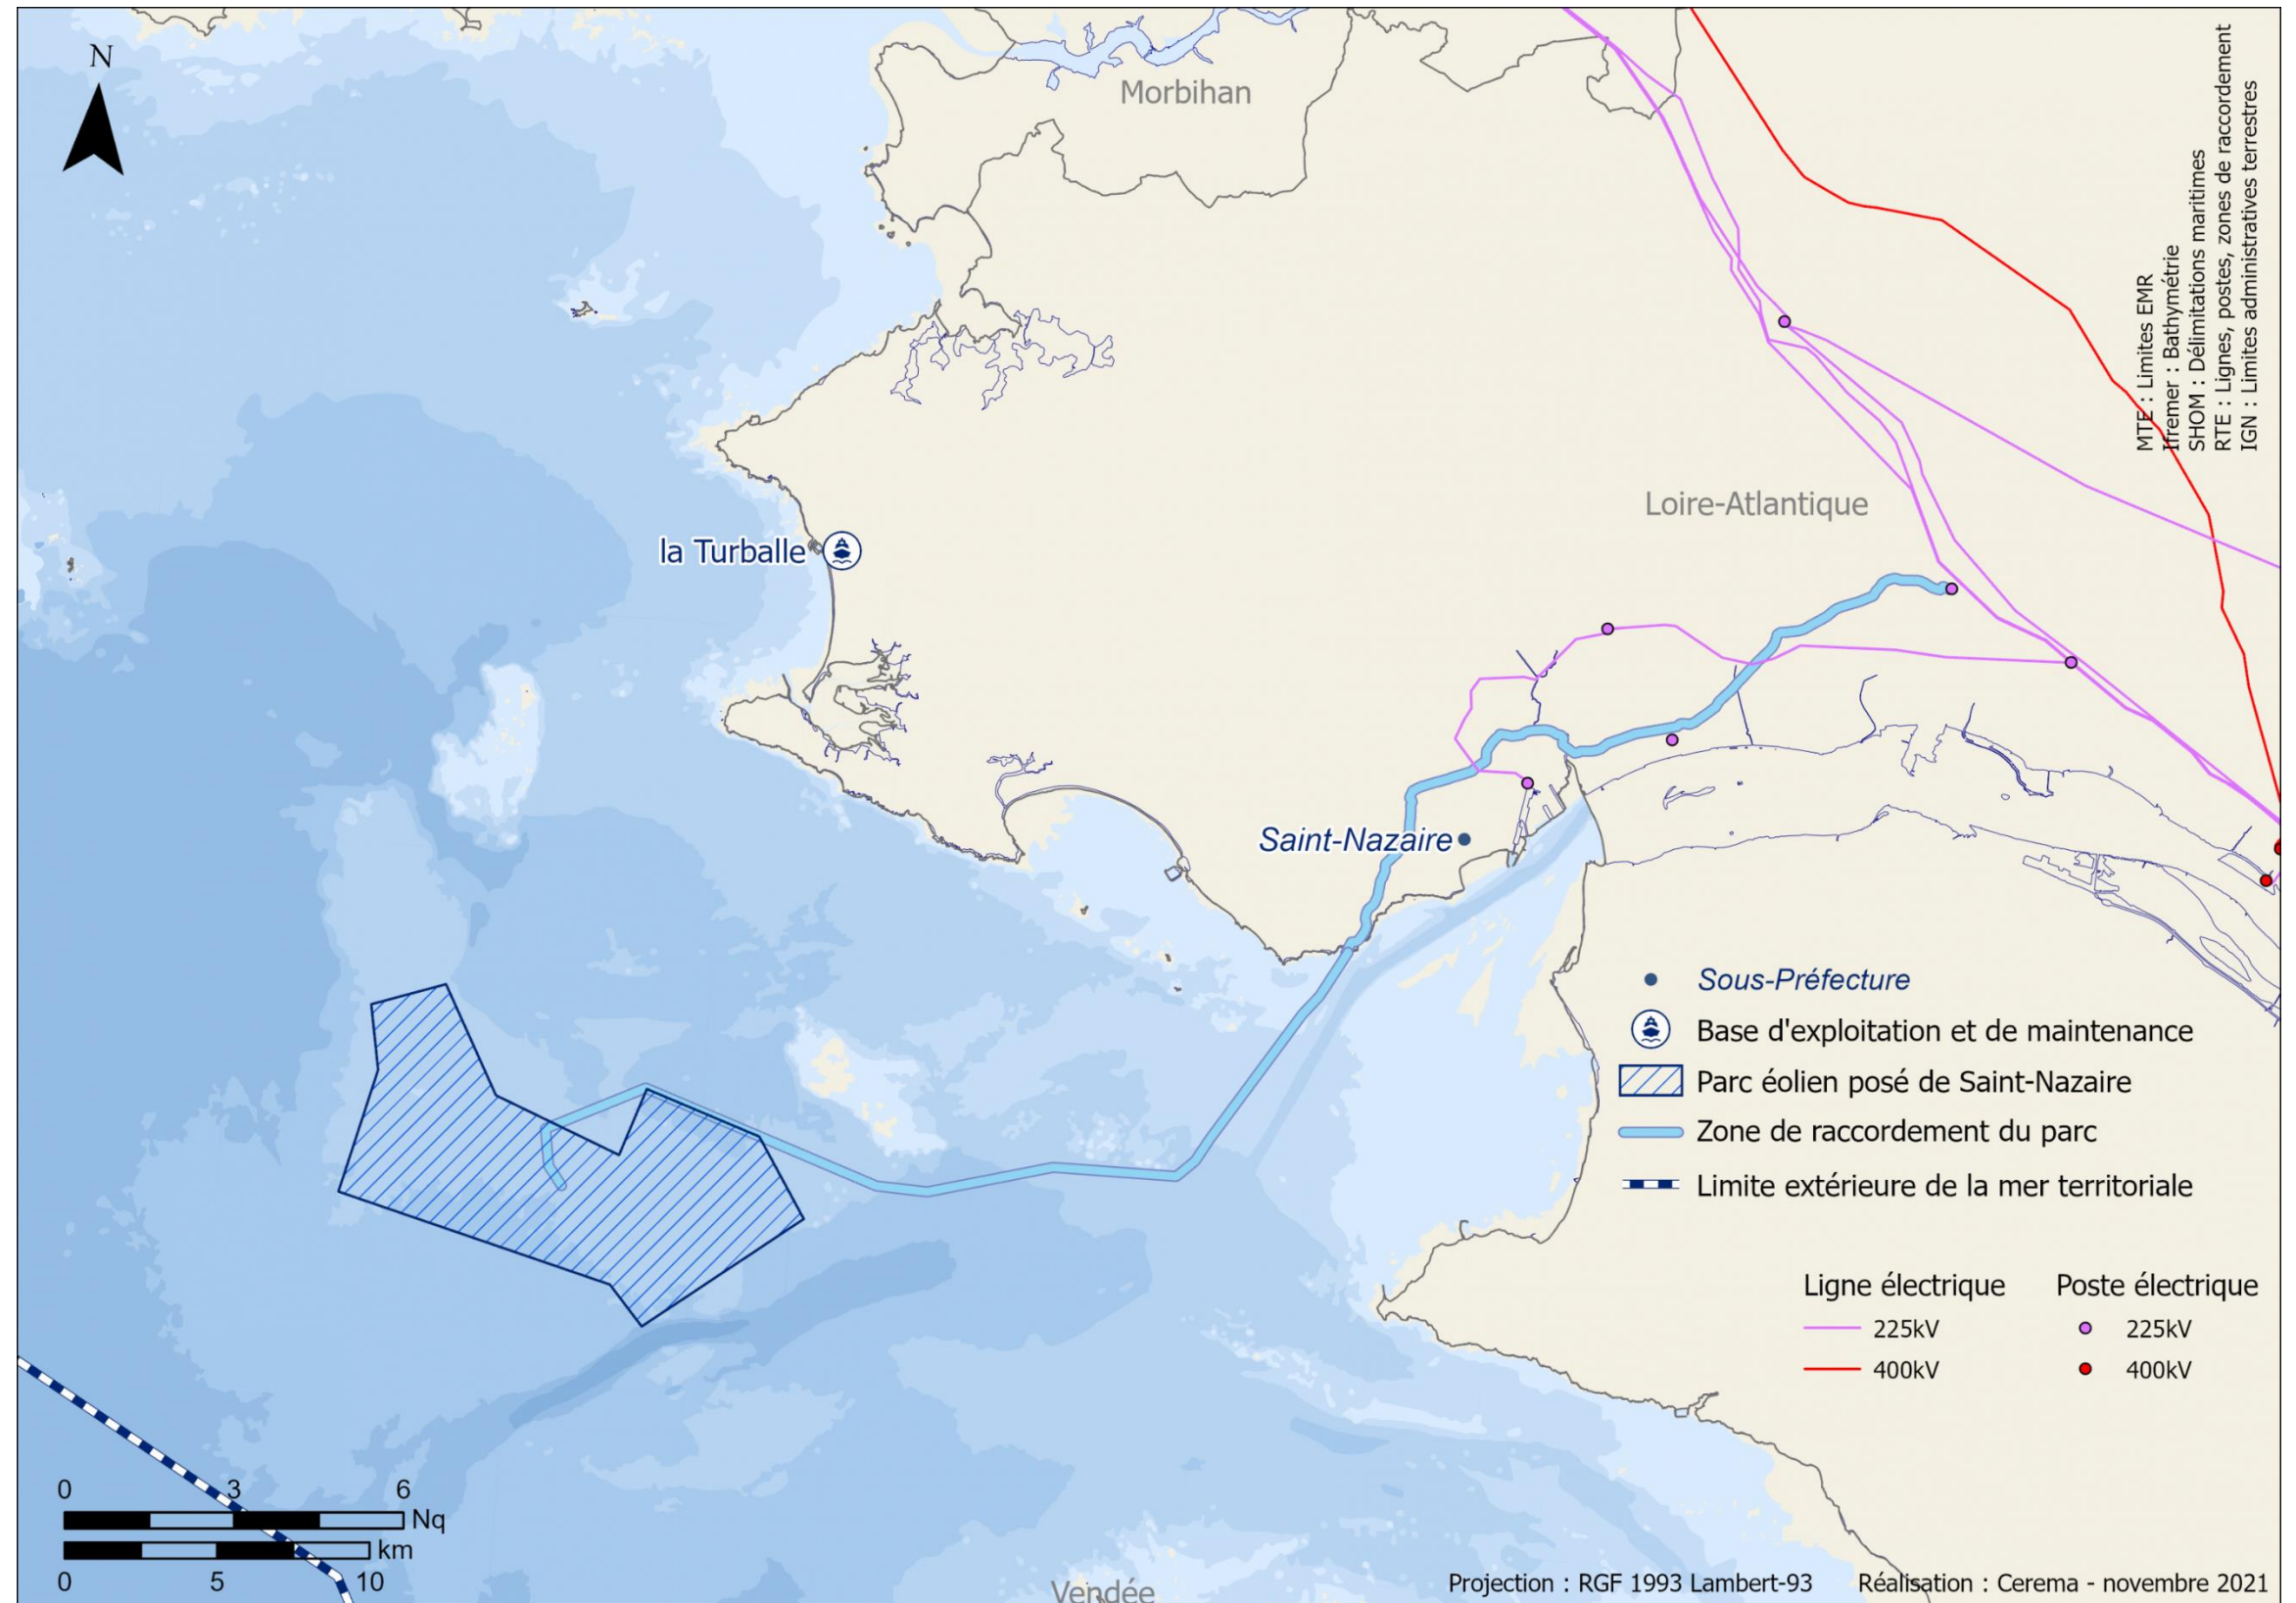 N
Morbihan
MTE : Limites EMR
Ifremer : Bathymétrie
SHOM : Délimitations maritimes
RTE : Lignes, postes, zones de raccordement
IGN : Limites administratives terrestres
Loire-Atlantique
la Turballe
Saint-Nazaire
Sous-Préfecture
Base d'exploitation et de maintenance
Parc éolien posé de Saint-Nazaire
Zone de raccordement du parc
Limite extérieure de la mer territoriale
Ligne électrique
225kV
400kV
Poste électrique
225kV
400kV
0 3 6
Nq
km
0 5 10
Vendée
Projection : RGF 1993 Lambert-93
Réalisation : Cerema - novembre 2021